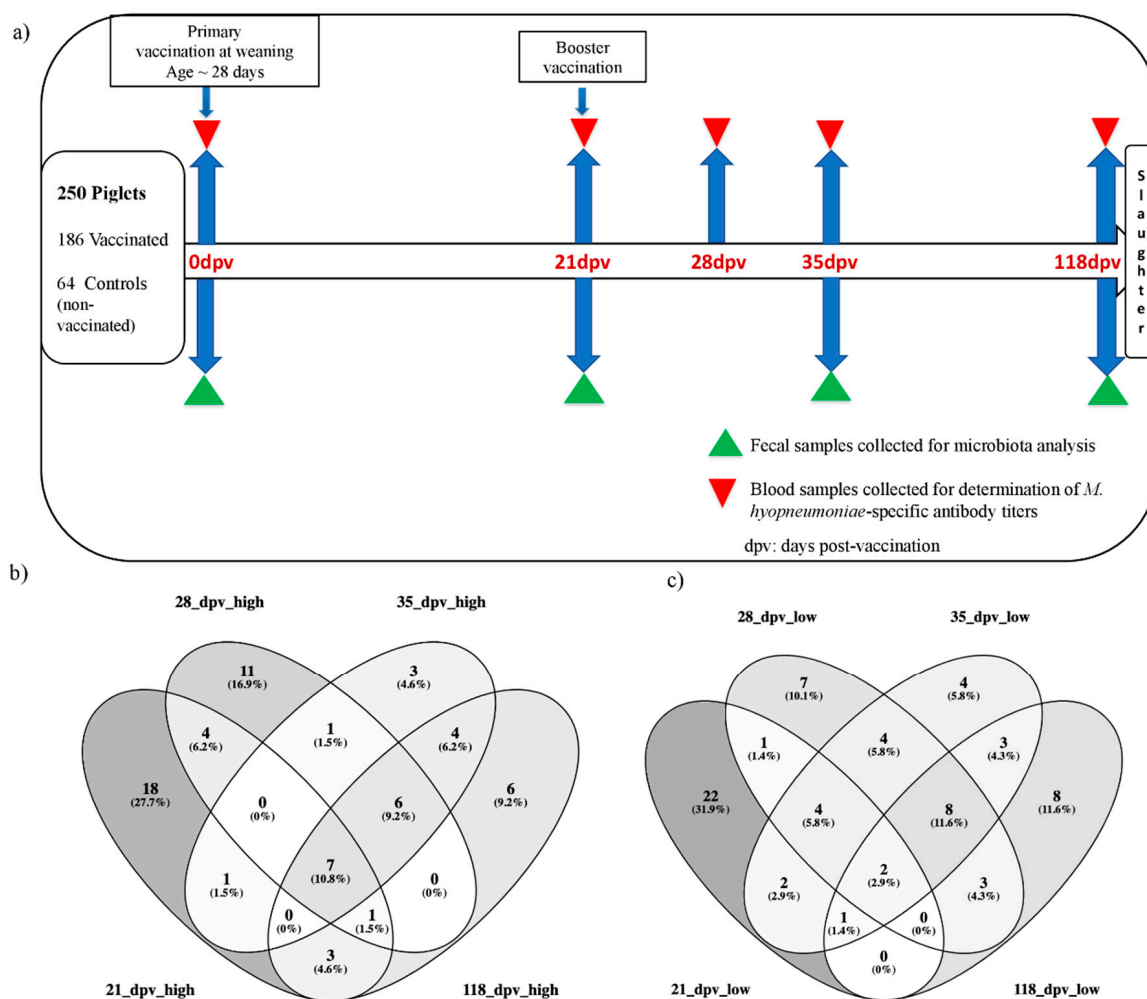 a)
Primary
vaccination at weaning
Age ~ 28 days
Booster
vaccination
250 Piglets
186 Vaccinated
64 Controls
(non-
vaccinated)
0dpv
21dpv
28dpv
35dpv
118dpv
Slaughter
Fecal samples collected for microbiota analysis
Blood samples collected for determination of M.
hyopneumoniae-specific antibody titers
dpv: days post-vaccination
b)
28_dpv_high
35_dpv_high
11
(16.9%)
3
(4.6%)
4
(6.2%)
1
(1.5%)
4
(6.2%)
18
(27.7%)
0
(0%)
6
(9.2%)
6
(9.2%)
7
(10.8%)
1
(1.5%)
0
(0%)
0
(0%)
1
(1.5%)
3
(4.6%)
21_dpv_high
118_dpv_high
c)
28_dpv_low
35_dpv_low
7
(10.1%)
4
(5.8%)
1
(1.4%)
4
(5.8%)
3
(4.3%)
22
(31.9%)
4
(5.8%)
8
(11.6%)
8
(11.6%)
2
(2.9%)
2
(2.9%)
3
(4.3%)
1
(1.4%)
0
(0%)
0
(0%)
21_dpv_low
118_dpv_low